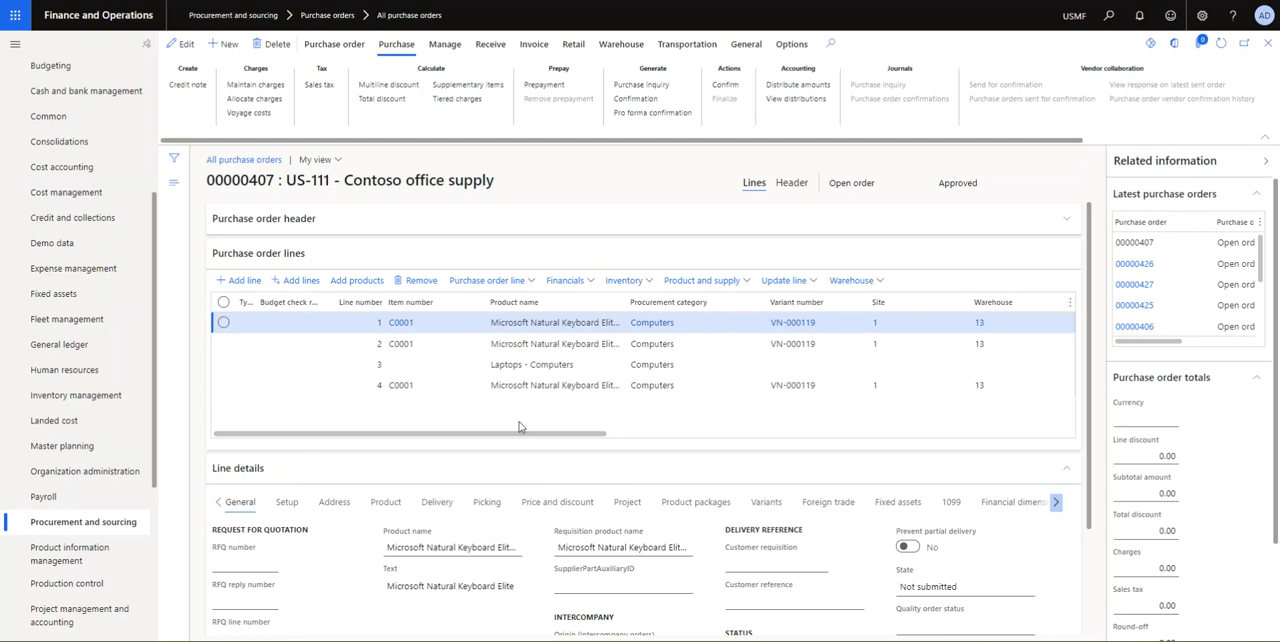 Finance and Operations
Procurement and sourcing
Purchase orders
All purchase orders
USMF
AD
Edit
New
Delete
Purchase order
Purchase
Manage
Receive
Invoice
Retail
Warehouse
Transportation
General
Options
0
Create
Credit note
Charges
Maintain charges
Allocate charges
Voyage costs
Tax
Sales tax
Calculate
Multiline discount
Total discount
Supplementary items
Tiered charges
Prepay
Prepayment
Remove prepayment
Generate
Purchase inquiry
Confirmation
Pro forma confirmation
Actions
Confirm
Finalize
Accounting
Distribute amounts
View distributions
Journals
Purchase inquiry
Purchase order confirmations
Vendor collaboration
Send for confirmation
Purchase orders sent for confirmation
View response on latest sent order
Purchase order vendor confirmation history
Budgeting
Cash and bank management
Common
Consolidations
Cost accounting
Cost management
Credit and collections
Demo data
Expense management
Fixed assets
Fleet management
General ledger
Human resources
Inventory management
Landed cost
Master planning
Organization administration
Payroll
Procurement and sourcing
Product information
management
Production control
Project management and
accounting
All purchase orders | My view
00000407 : US-111 - Contoso office supply
Lines
Header
Open order
Approved
Purchase order header
Purchase order lines
Add line
Add lines
Add products
Remove
Purchase order line
Financials
Inventory
Product and supply
Update line
Warehouse
Ty... Budget check r... Line number Item number Product name Procurement category Variant number Site Warehouse
1 C0001 Microsoft Natural Keyboard Elit... Computers VN-000119 1 13
2 C0001 Microsoft Natural Keyboard Elit... Computers VN-000119 1 13
3 Laptops - Computers Computers
4 C0001 Microsoft Natural Keyboard Elit... Computers VN-000119 1 13
Line details
General
Setup
Address
Product
Delivery
Picking
Price and discount
Project
Product packages
Variants
Foreign trade
Fixed assets
1099
Financial dimens
REQUEST FOR QUOTATION
RFQ number
RFQ reply number
RFQ line number
Product name
Microsoft Natural Keyboard Elit...
Text
Microsoft Natural Keyboard Elite
Requisition product name
Microsoft Natural Keyboard Elit...
SupplierPartAuxiliaryID
INTERCOMPANY
Origin (intercompany orders)
DELIVERY REFERENCE
Customer requisition
Customer reference
STATUS
Prevent partial delivery
No
State
Not submitted
Quality order status
Related information
Latest purchase orders
Purchase order Purchase o
00000407 Open ord
00000426 Open ord
00000427 Open ord
00000425 Open ord
00000406 Open ord
Purchase order totals
Currency
Line discount
0.00
Subtotal amount
0.00
Total discount
0.00
Charges
0.00
Sales tax
0.00
Round-off